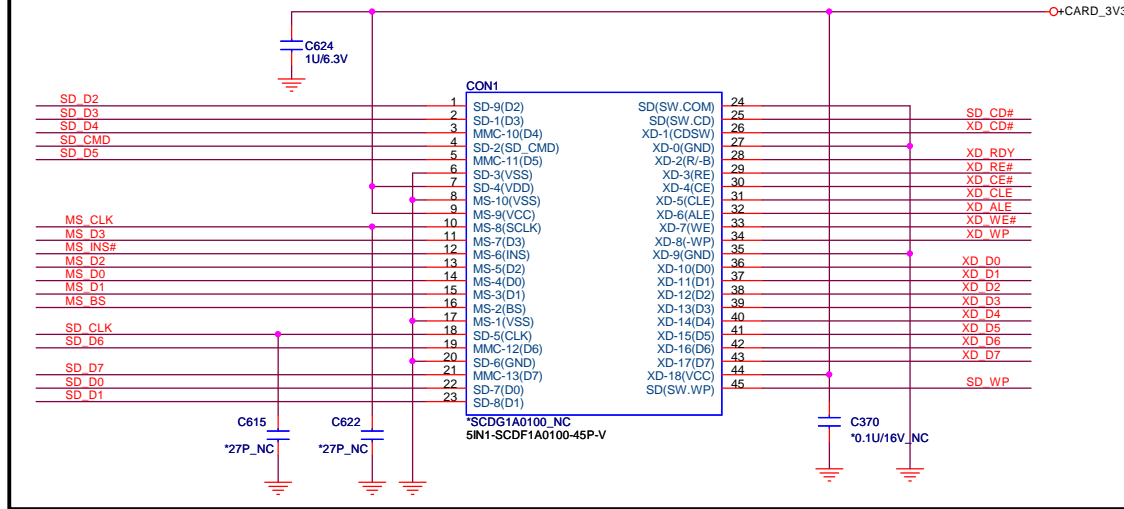 +CARD_3V3
C624
1U/6.3V
CON1
SD_D2 1 SD-9(D2) SD(SW.COM) 24
SD_D3 2 SD-1(D3) SD(SW.CD) 25 SD_CD#
SD_D4 3 MMC-10(D4) XD-1(CDSW) 26 XD_CD#
SD_CMD 4 SD-2(SD_CMD) XD-0(GND) 27
SD_D5 5 MMC-11(D5) XD-2(R/-B) 28 XD_RDY
6 SD-3(VSS) XD-3(RE) 29 XD_RE#
7 SD-4(VDD) XD-4(CE) 30 XD_CE#
8 MS-10(VSS) XD-5(CLE) 31 XD_CLE
9 MS-9(VCC) XD-6(ALE) 32 XD_ALE
MS_CLK 10 MS-8(SCLK) XD-7(WE) 33 XD_WE#
MS_D3 11 MS-7(D3) XD-8(-WP) 34 XD_WP
MS_INS# 12 MS-6(INS) XD-9(GND) 35
MS_D2 13 MS-5(D2) XD-10(D0) 36 XD_D0
MS_D0 14 MS-4(D0) XD-11(D1) 37 XD_D1
MS_D1 15 MS-3(D1) XD-12(D2) 38 XD_D2
MS_BS 16 MS-2(BS) XD-13(D3) 39 XD_D3
17 MS-1(VSS) XD-14(D4) 40 XD_D4
SD_CLK 18 SD-5(CLK) XD-15(D5) 41 XD_D5
SD_D6 19 MMC-12(D6) XD-16(D6) 42 XD_D6
20 SD-6(GND) XD-17(D7) 43 XD_D7
SD_D7 21 MMC-13(D7) XD-18(VCC) 44
SD_D0 22 SD-7(D0) SD(SW.WP) 45 SD_WP
SD_D1 23 SD-8(D1)
*SCDG1A0100_NC
5IN1-SCDF1A0100-45P-V
C615
*27P_NC
C622
*27P_NC
C370
*0.1U/16V_NC